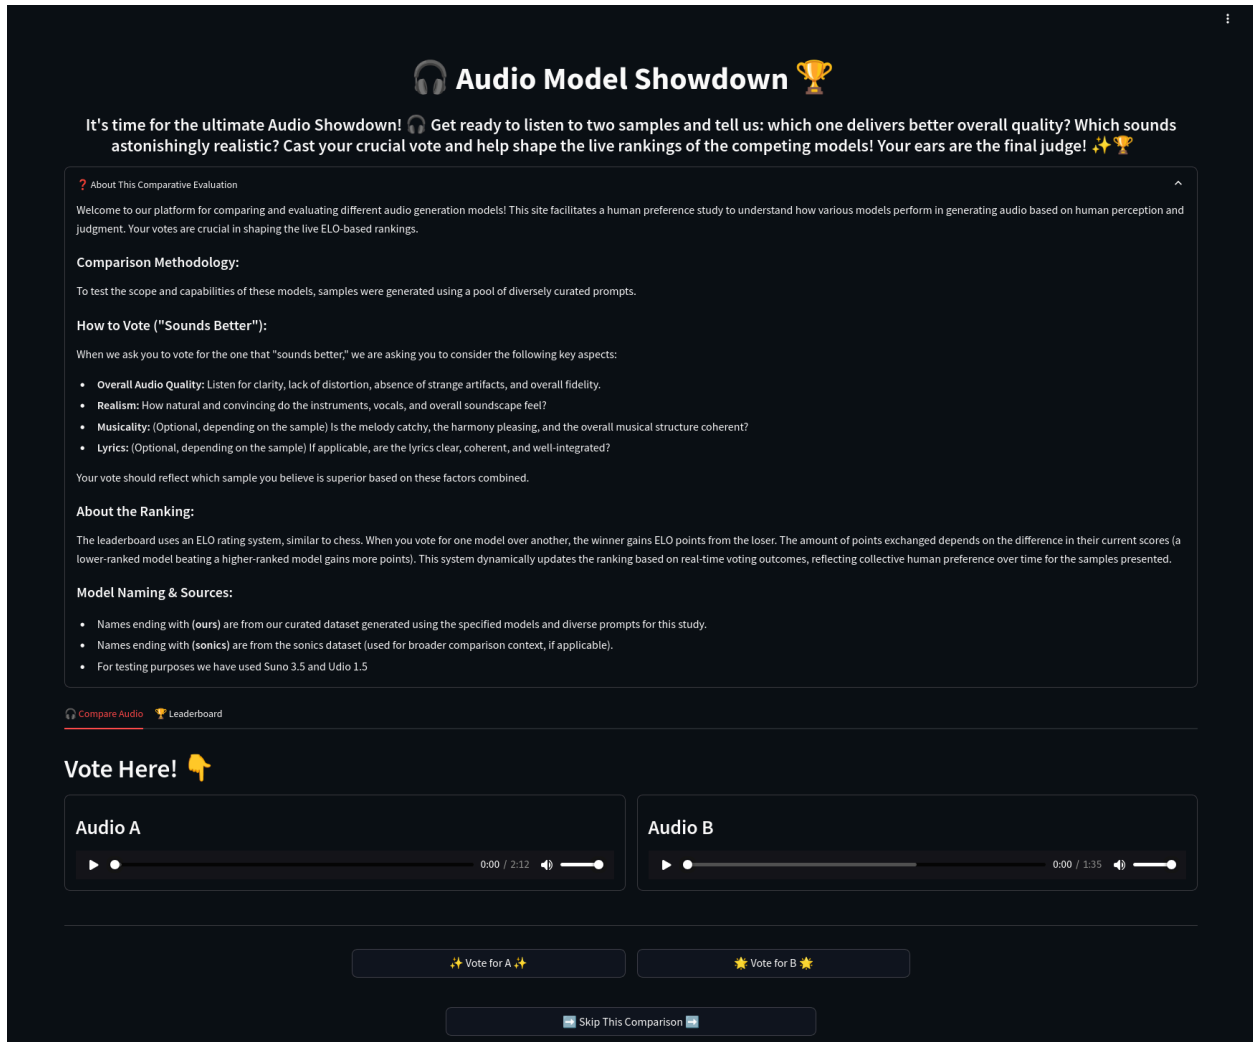 🎧 Audio Model Showdown 🏆
It's time for the ultimate Audio Showdown! 🎧 Get ready to listen to two samples and tell us: which one delivers better overall quality? Which sounds
astonishingly realistic? Cast your crucial vote and help shape the live rankings of the competing models! Your ears are the final judge! ✨🏆
❓ About This Comparative Evaluation
Welcome to our platform for comparing and evaluating different audio generation models! This site facilitates a human preference study to understand how various models perform in generating audio based on human perception and
judgment. Your votes are crucial in shaping the live ELO-based rankings.
Comparison Methodology:
To test the scope and capabilities of these models, samples were generated using a pool of diversely curated prompts.
How to Vote ("Sounds Better"):
When we ask you to vote for the one that "sounds better," we are asking you to consider the following key aspects:
• Overall Audio Quality: Listen for clarity, lack of distortion, absence of strange artifacts, and overall fidelity.
• Realism: How natural and convincing do the instruments, vocals, and overall soundscape feel?
• Musicality: (Optional, depending on the sample) Is the melody catchy, the harmony pleasing, and the overall musical structure coherent?
• Lyrics: (Optional, depending on the sample) If applicable, are the lyrics clear, coherent, and well-integrated?
Your vote should reflect which sample you believe is superior based on these factors combined.
About the Ranking:
The leaderboard uses an ELO rating system, similar to chess. When you vote for one model over another, the winner gains ELO points from the loser. The amount of points exchanged depends on the difference in their current scores (a
lower-ranked model beating a higher-ranked model gains more points). This system dynamically updates the ranking based on real-time voting outcomes, reflecting collective human preference over time for the samples presented.
Model Naming & Sources:
• Names ending with (ours) are from our curated dataset generated using the specified models and diverse prompts for this study.
• Names ending with (sonics) are from the sonics dataset (used for broader comparison context, if applicable).
• For testing purposes we have used Suno 3.5 and Udio 1.5
🎧 Compare Audio 🏆 Leaderboard
Vote Here! 👇
Audio A
0:00 / 2:12
Audio B
0:00 / 1:35
✨ Vote for A ✨
🌟 Vote for B 🌟
➡️ Skip This Comparison ➡️